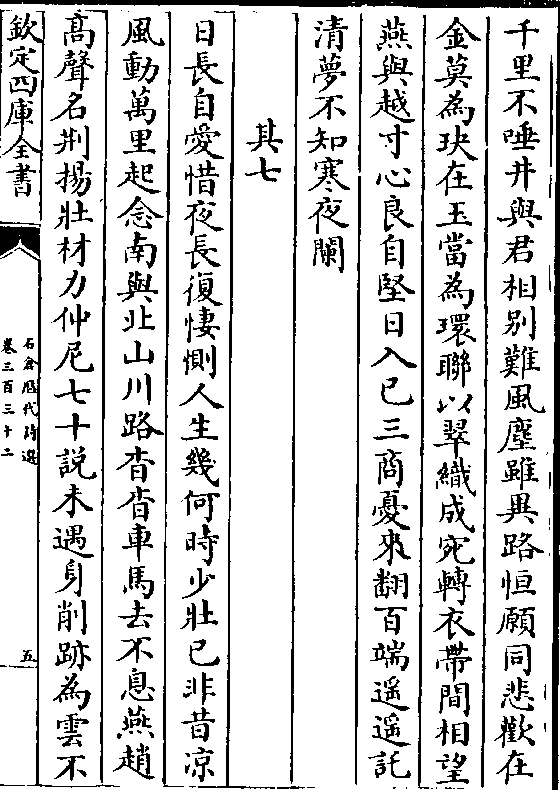 千里不唾井與君相别難風塵雖異路恒願同悲歡在
金莫為玦在玉當為環聯以翠織成宛轉衣帶間相望
燕與越寸心良自堅日入已三商憂來翻百端遥遥託
清夢不知寒夜闌
其七
日長自愛惜夜長復悽惻人生幾何時少壯已非昔凉
風動萬里起念南與北山川路杳杳車馬去不息燕趙
髙聲名荆揚壯材力仲尼七十説未遇身削跡為雲不
欽定四庫全書
石倉歴代詩選
卷三百三十二
五